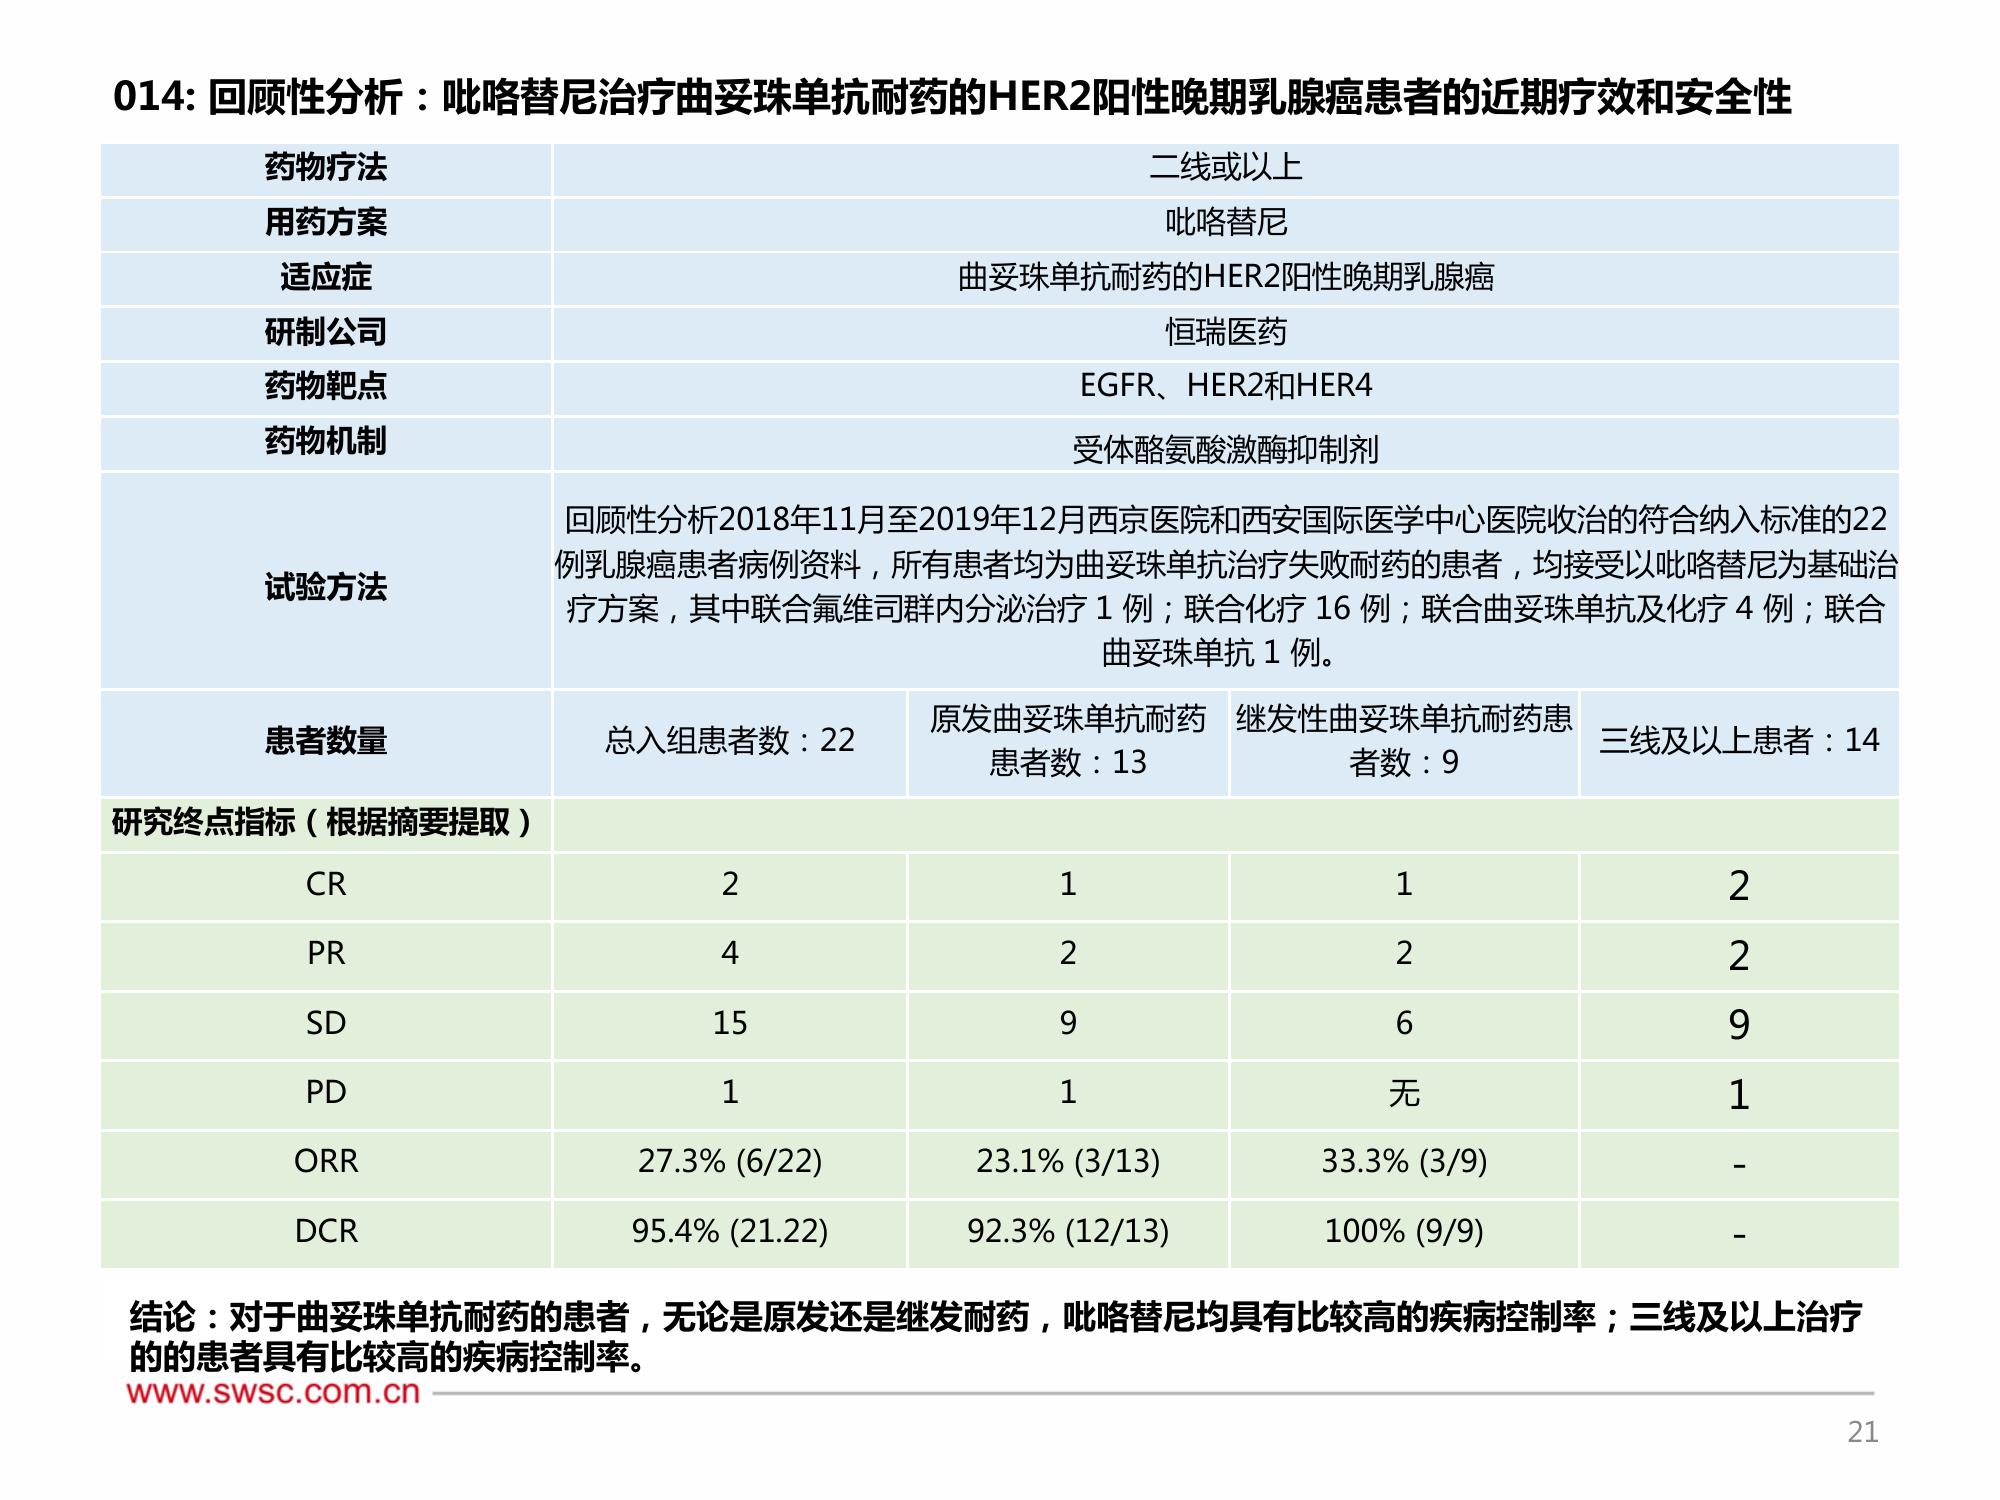 014: 回顾性分析：吡咯替尼治疗曲妥珠单抗耐药的HER2阳性晚期乳腺癌患者的近期疗效和安全性
药物疗法
二线或以上
用药方案
吡咯替尼
适应症
曲妥珠单抗耐药的HER2阳性晚期乳腺癌
研制公司
恒瑞医药
药物靶点
EGFR、HER2和HER4
药物机制
受体酪氨酸激酶抑制剂
试验方法
回顾性分析2018年11月至2019年12月西京医院和西安国际医学中心医院收治的符合纳入标准的22
例乳腺癌患者病例资料，所有患者均为曲妥珠单抗治疗失败耐药的患者，均接受以吡咯替尼为基础治
疗方案，其中联合氟维司群内分泌治疗 1 例；联合化疗 16 例；联合曲妥珠单抗及化疗 4 例；联合
曲妥珠单抗 1 例。
患者数量
总入组患者数：22
原发曲妥珠单抗耐药
患者数：13
继发性曲妥珠单抗耐药患
者数：9
三线及以上患者：14
研究终点指标（根据摘要提取）
CR
2
1
1
2
PR
4
2
2
2
SD
15
9
6
9
PD
1
1
无
1
ORR
27.3% (6/22)
23.1% (3/13)
33.3% (3/9)
-
DCR
95.4% (21.22)
92.3% (12/13)
100% (9/9)
-
结论：对于曲妥珠单抗耐药的患者，无论是原发还是继发耐药，吡咯替尼均具有比较高的疾病控制率；三线及以上治疗
的的患者具有比较高的疾病控制率。
www.swsc.com.cn
21